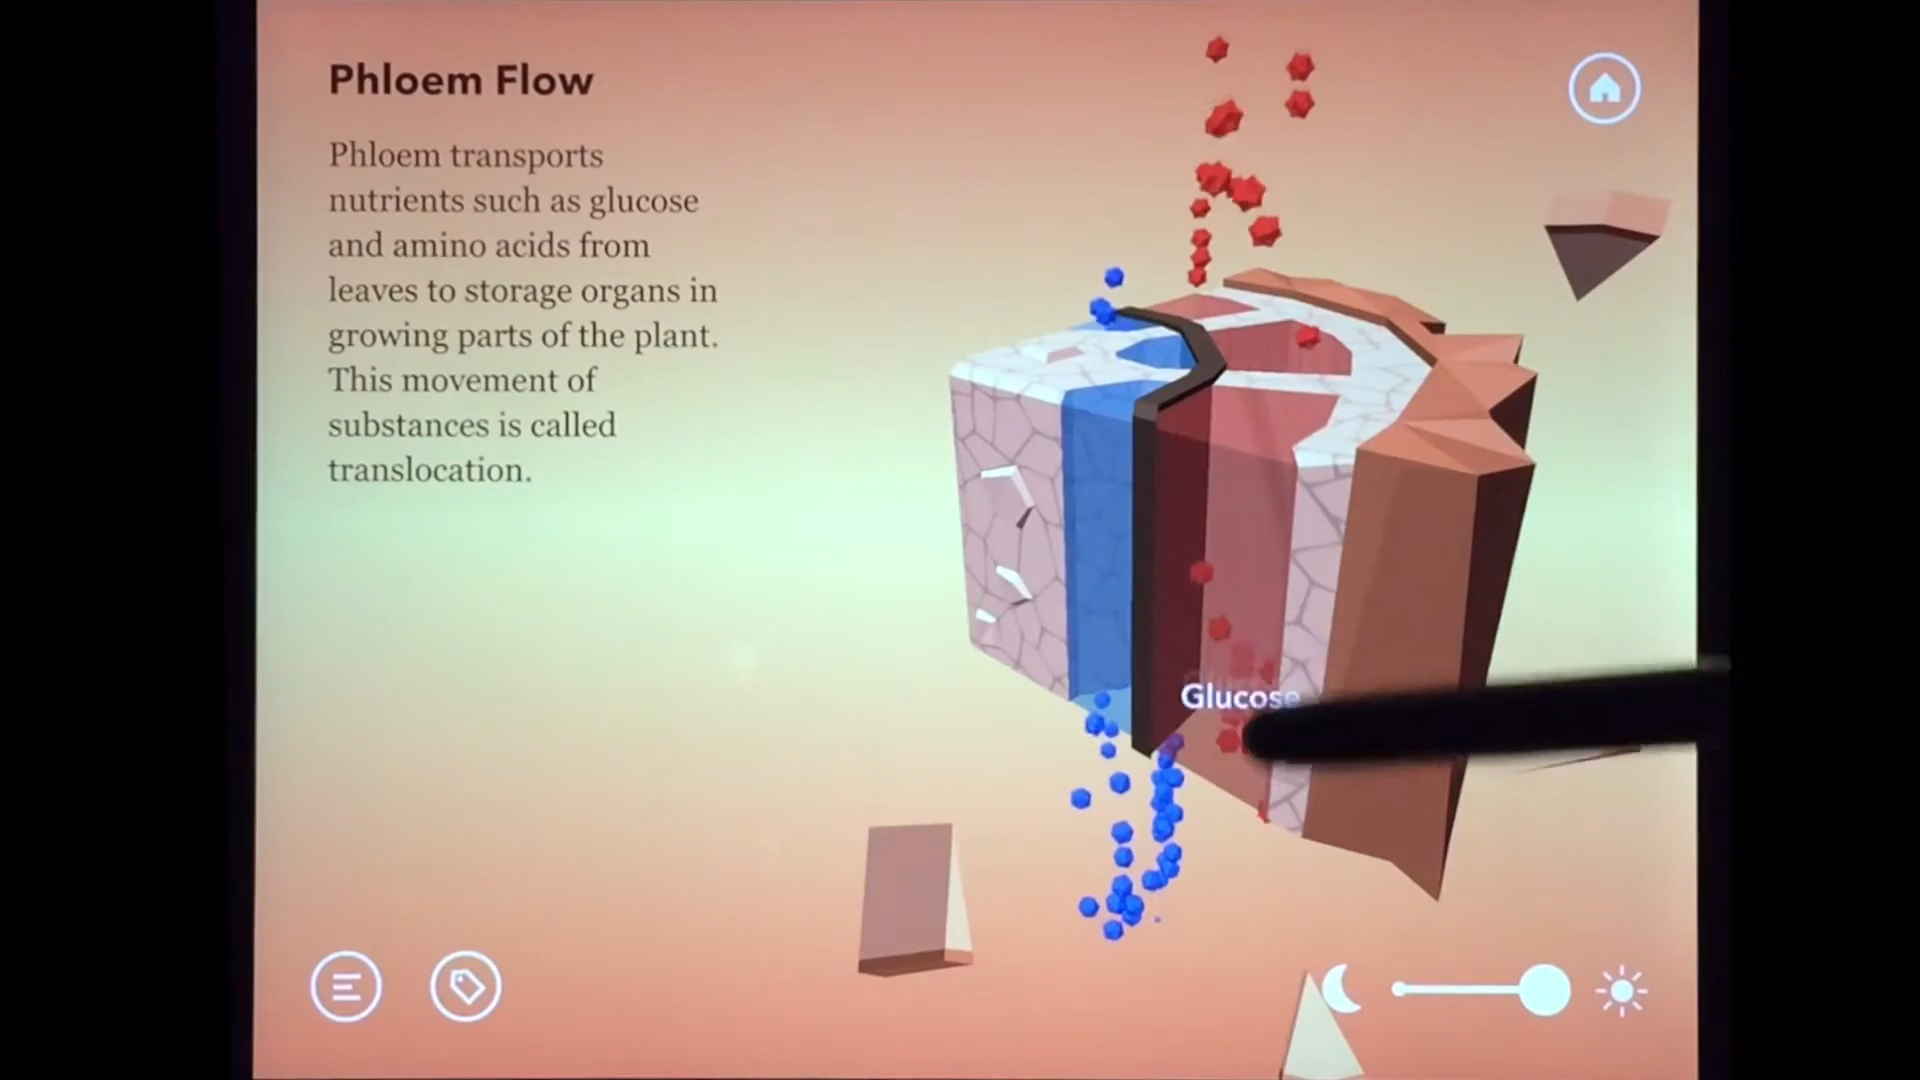 Phloem Flow
Phloem transports
nutrients such as glucose
and amino acids from
leaves to storage organs in
growing parts of the plant.
This movement of
substances is called
translocation.
Glucose